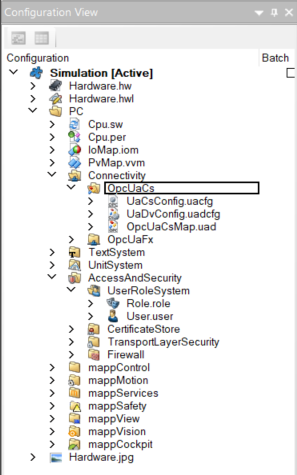 Configuration View
Configuration Batch
Simulation [Active]
Hardware.hw
Hardware.hwl
PC
Cpu.sw
Cpu.per
IoMap.iom
PvMap.vvm
Connectivity
OpcUaCs
UaCsConfig.uacfg
UaDvConfig.uadcfg
OpcUaCsMap.uad
OpcUaFx
TextSystem
UnitSystem
AccessAndSecurity
UserRoleSystem
Role.role
User.user
CertificateStore
TransportLayerSecurity
Firewall
mappControl
mappMotion
mappServices
mappSafety
mappView
mappVision
mappCockpit
Hardware.jpg